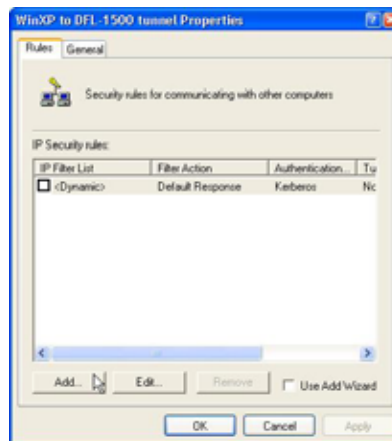 WinXP to DFL-1500 tunnel Properties
Rules General
Security rules for communicating with other computers
IP Security rules:
IP Filter List Filter Action Authentication... Tu
<Dynamic> Default Response Kerberos Nc
Add... Edit... Remove Use Add Wizard
OK Cancel Apply